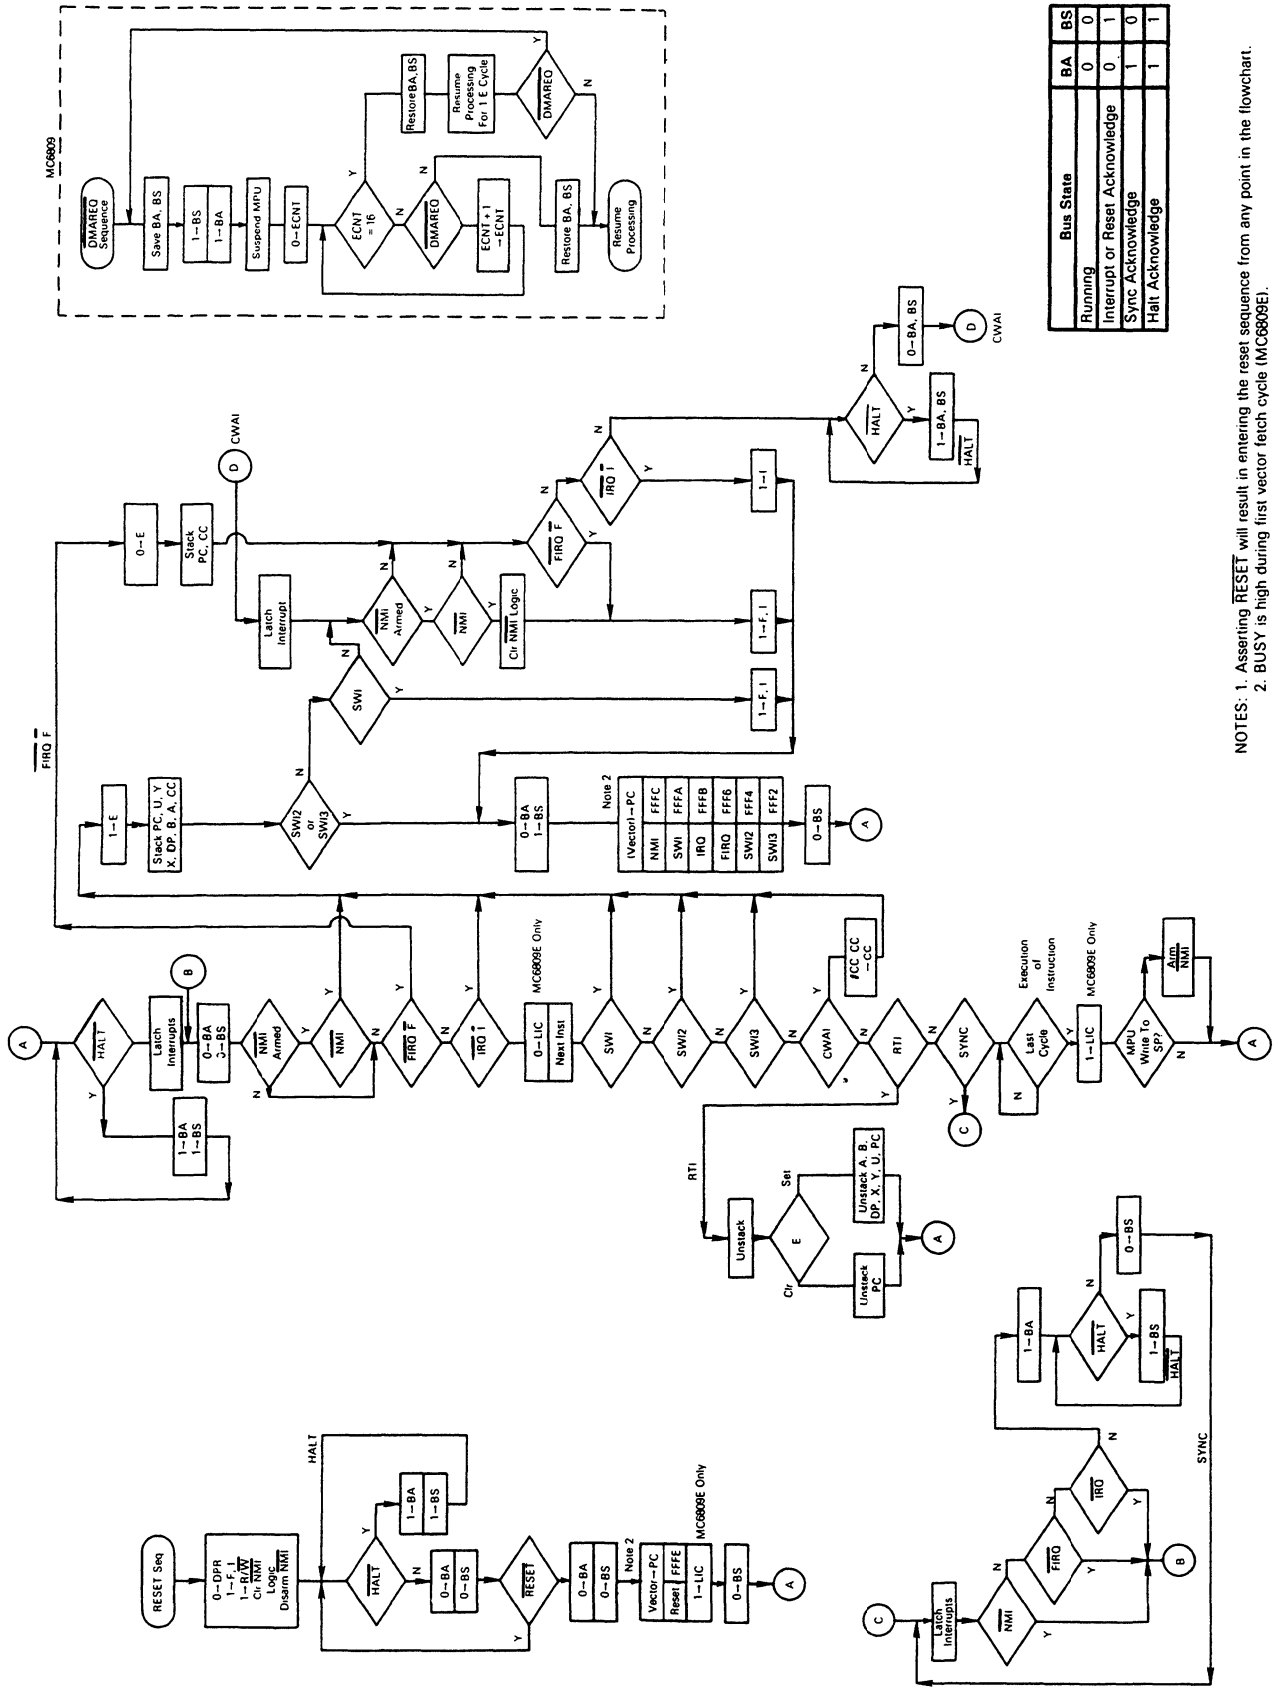 RESET Seq
0→DPR
1→F, I
1→R/W
Clr NMI
Logic
Disarm NMI
HALT
HALT
Y
N
1→BA
1→BS
0→BA
0→BS
RESET
Y
0→BA
0→BS
Note 2
Vector→PC
Reset FFFE
1→LIC
MC6809E Only
0→BS
A
C
Latch
Interrupts
NMI
N
Y
FIRQ
N
Y
IRQ
N
Y
B
1→BA
HALT
N
Y
1→BS
HALT
0→BS
SYNC
A
HALT
Y
1→BA
1→BS
Latch
Interrupts
B
0→BA
0→BS
NMI
Armed
N
Y
NMI
Y
N
FIRQ F
Y
N
IRQ I
Y
N
0→LIC
Next Inst
MC6809E Only
SWI
Y
N
SWI2
Y
N
SWI3
Y
N
CWAI
Y
N
#CC CC
→CC
RTI
Y
N
SYNC
Y
N
C
Last
Cycle
N
Y
Execution
of
Instruction
1→LIC
MC6809E Only
MPU
Write To
SP?
Y
N
Arm
NMI
A
RTI
Unstack
E
Clr
Set
Unstack
PC
Unstack A, B,
DP, X, Y, U, PC
A
FIRQ F
1→E
Stack PC, U, Y
X, DP, B, A, CC
SWI2
or
SWI3
N
Y
0→BA
1→BS
Note 2
(Vector)→PC
NMI FFFC
SWI FFFA
IRQ FFF8
FIRQ FFF6
SWI2 FFF4
SWI3 FFF2
0→BS
A
SWI
N
Y
1→F, I
0→E
Stack
PC, CC
D
CWAI
Latch
Interrupt
NMI
Armed
N
Y
NMI
N
Y
Clr NMI Logic
1→F, I
FIRQ F
N
Y
IRQ I
N
Y
1→I
HALT
N
Y
1→BA, BS
HALT
0→BA, BS
D
CWAI
MC6809
DMAREQ
Sequence
Save BA, BS
1→BS
1→BA
Suspend MPU
0→ECNT
ECNT
= 16
Y
N
DMAREQ
N
ECNT + 1
→ECNT
Restore BA, BS
Resume
Processing
Restore BA, BS
Resume
Processing
For 1 E Cycle
DMAREQ
Y
N
Bus State BA BS
Running 0 0
Interrupt or Reset Acknowledge 0 1
Sync Acknowledge 1 0
Halt Acknowledge 1 1
NOTES: 1. Asserting RESET will result in entering the reset sequence from any point in the flowchart.
2. BUSY is high during first vector fetch cycle (MC6809E).